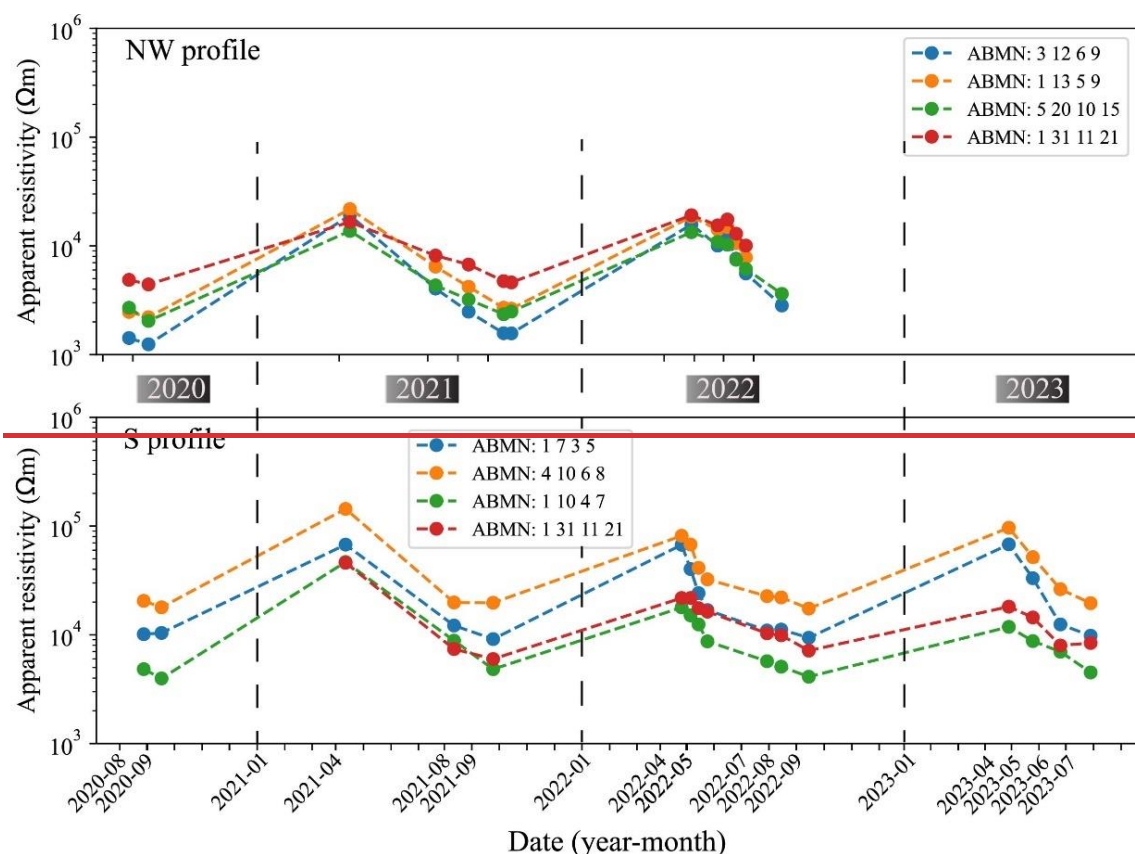 NW profile
ABMN: 3 12 6 9
ABMN: 1 13 5 9
ABMN: 5 20 10 15
ABMN: 1 31 11 21
Apparent resistivity (Ωm)
10^6
10^5
10^4
10^3
2020
2021
2022
2023
S profile
ABMN: 1 7 3 5
ABMN: 4 10 6 8
ABMN: 1 10 4 7
ABMN: 1 31 11 21
Apparent resistivity (Ωm)
10^6
10^5
10^4
10^3
2020-08
2020-09
2021-01
2021-04
2021-08
2021-09
2022-01
2022-04
2022-05
2022-07
2022-08
2022-09
2023-01
2023-04
2023-05
2023-06
2023-07
Date (year-month)